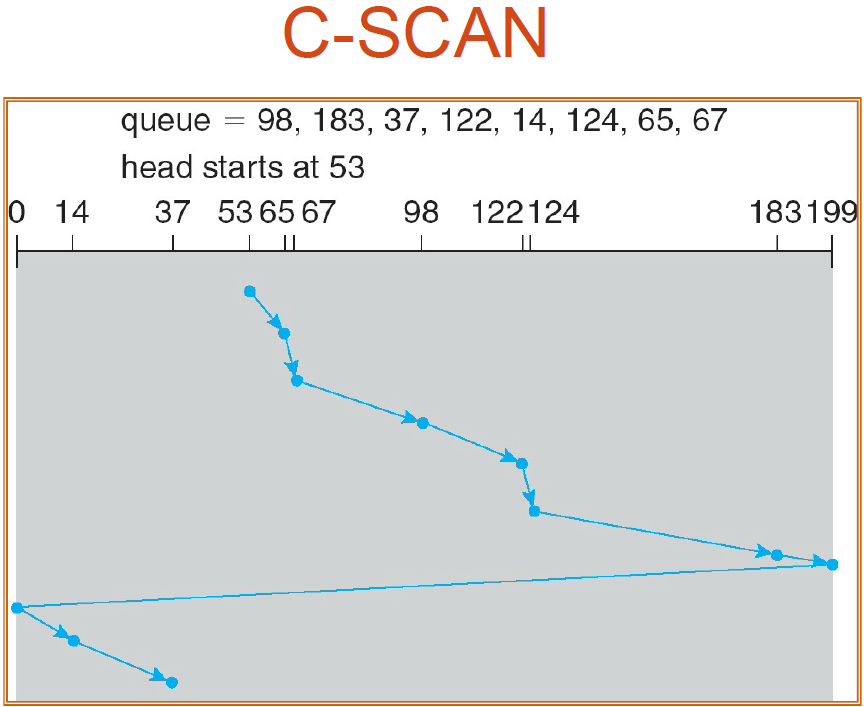 C-SCAN
queue = 98, 183, 37, 122, 14, 124, 65, 67
head starts at 53
0 14 37 53 65 67 98 122 124 183 199